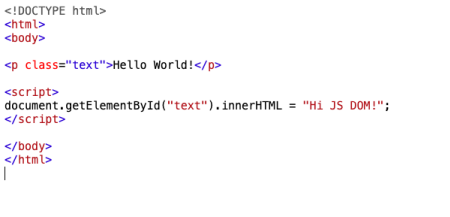 <!DOCTYPE html>
<html>
<body>
<p class="text">Hello World!</p>
<script>
document.getElementById("text").innerHTML = "Hi JS DOM!";
</script>
</body>
</html>